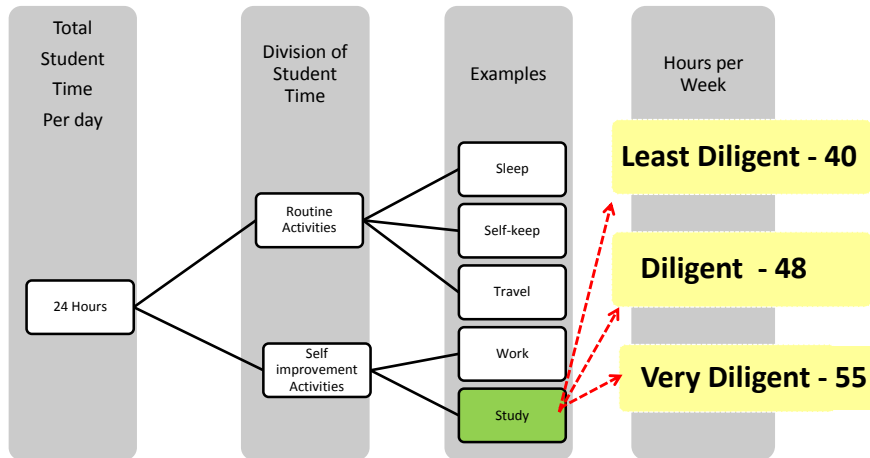 Total
Student
Time
Per day
24 Hours
Division of
Student
Time
Routine
Activities
Self
improvement
Activities
Examples
Sleep
Self-keep
Travel
Work
Study
Hours per
Week
Least Diligent - 40
Diligent - 48
Very Diligent - 55